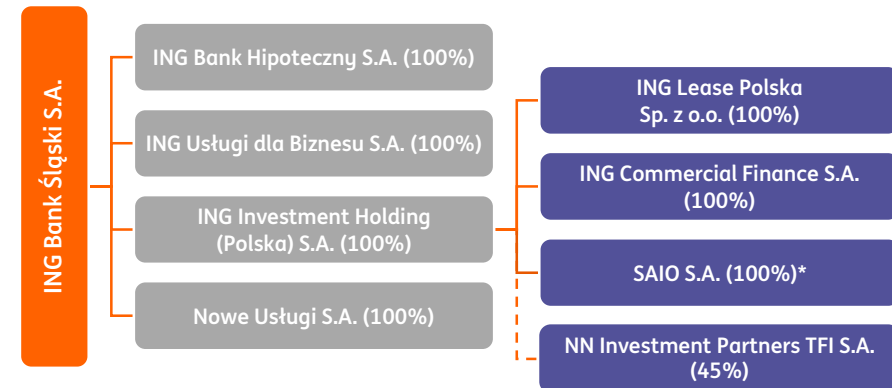 ING Bank Śląski S.A.
ING Bank Hipoteczny S.A. (100%)
ING Usługi dla Biznesu S.A. (100%)
ING Investment Holding
(Polska) S.A. (100%)
Nowe Usługi S.A. (100%)
ING Lease Polska
Sp. z o.o. (100%)
ING Commercial Finance S.A.
(100%)
SAIO S.A. (100%)*
NN Investment Partners TFI S.A.
(45%)